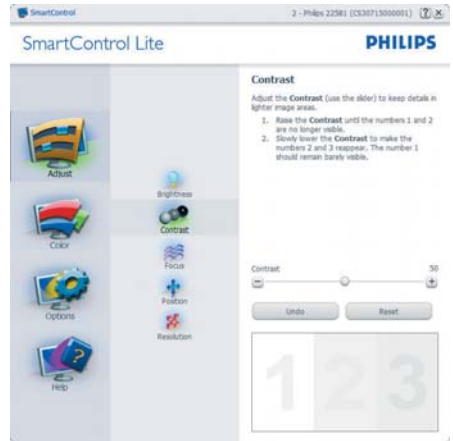 SmartControl
2 - Philips 225B1 (CS30715000001)
SmartControl Lite
PHILIPS
Adjust
Color
Options
Help
Brightness
Contrast
Focus
Position
Resolution
Contrast
Adjust the Contrast (use the slider) to keep details in
lighter image areas.
1. Raise the Contrast until the numbers 1 and 2
are no longer visible.
2. Slowly lower the Contrast to make the
numbers 2 and 3 reappear. The number 1
should remain barely visible.
Contrast 50
Undo Reset
1 2 3